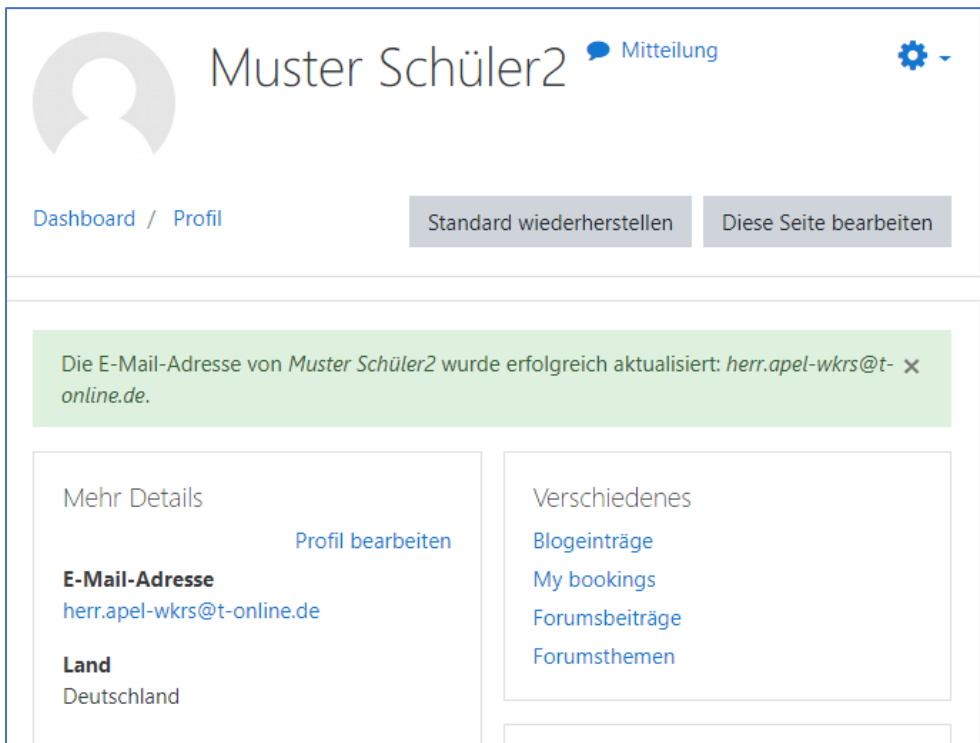 Muster Schüler2
Mitteilung
Dashboard / Profil
Standard wiederherstellen
Diese Seite bearbeiten
Die E-Mail-Adresse von Muster Schüler2 wurde erfolgreich aktualisiert: herr.apel-wkrs@t-
online.de.
Mehr Details
Profil bearbeiten
E-Mail-Adresse
herr.apel-wkrs@t-online.de
Land
Deutschland
Verschiedenes
Blogeinträge
My bookings
Forumsbeiträge
Forumsthemen